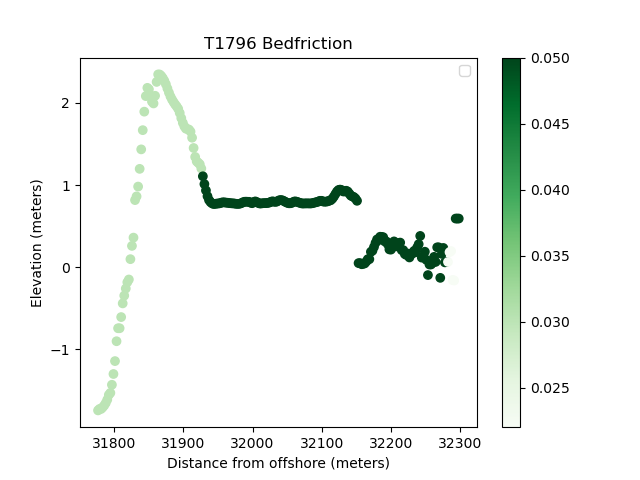 T1796 Bedfriction
Elevation (meters)
2
1
0
−1
31800 31900 32000 32100 32200 32300
Distance from offshore (meters)
0.050
0.045
0.040
0.035
0.030
0.025